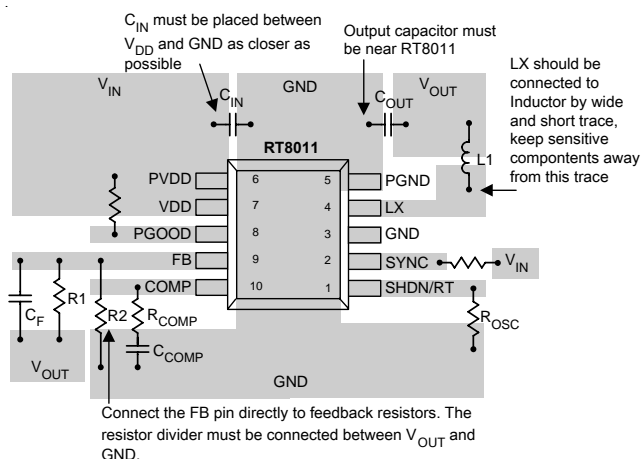 C_IN must be placed between
V_DD and GND as closer as
possible
Output capacitor must
be near RT8011
LX should be
connected to
Inductor by wide
and short trace,
keep sensitive
compontents away
from this trace
V_IN
C_IN
GND
C_OUT
V_OUT
L1
RT8011
PVDD 6 5 PGND
VDD 7 4 LX
PGOOD 8 3 GND
FB 9 2 SYNC
V_IN
COMP 10 1 SHDN/RT
C_F
R1
R2
R_COMP
C_COMP
R_OSC
V_OUT
GND
Connect the FB pin directly to feedback resistors. The
resistor divider must be connected between V_OUT and
GND.